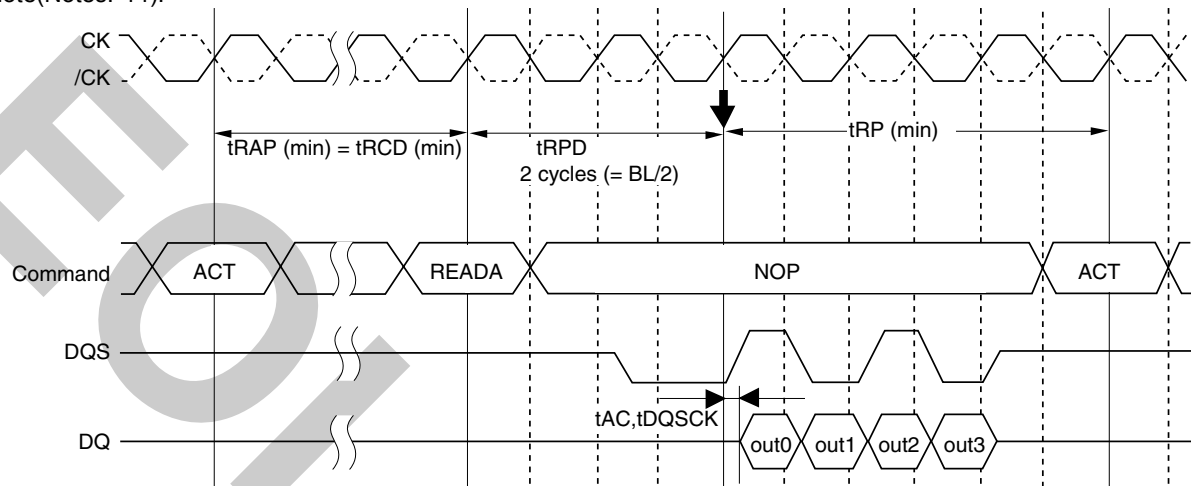 CK
/CK
tRAP (min) = tRCD (min)
tRPD
2 cycles (= BL/2)
tRP (min)
Command
ACT
READA
NOP
ACT
DQS
tAC,tDQSCK
DQ
out0
out1
out2
out3